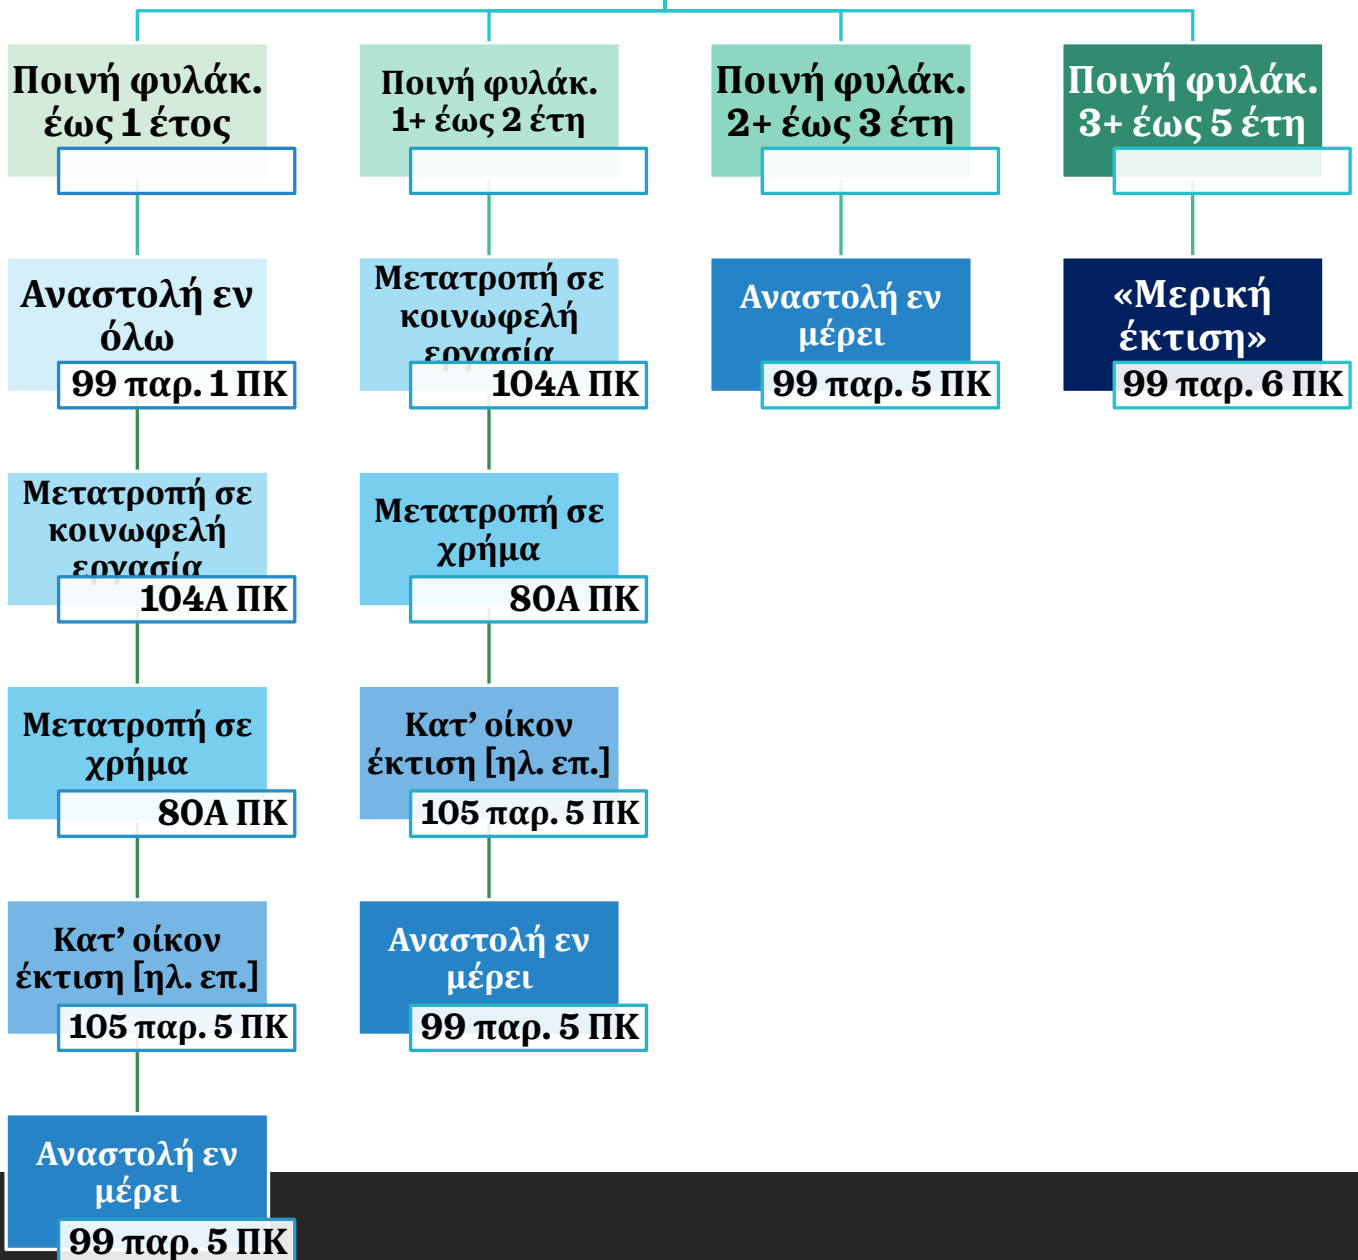 Ποινή φυλάκ.
έως 1 έτος
Αναστολή εν
όλω
99 παρ. 1 ΠΚ
Μετατροπή σε
κοινωφελή
εργασία
104Α ΠΚ
Μετατροπή σε
χρήμα
80Α ΠΚ
Κατ’ οίκον
έκτιση [ηλ. επ.]
105 παρ. 5 ΠΚ
Αναστολή εν
μέρει
99 παρ. 5 ΠΚ
Ποινή φυλάκ.
1+ έως 2 έτη
Μετατροπή σε
κοινωφελή
εργασία
104Α ΠΚ
Μετατροπή σε
χρήμα
80Α ΠΚ
Κατ’ οίκον
έκτιση [ηλ. επ.]
105 παρ. 5 ΠΚ
Αναστολή εν
μέρει
99 παρ. 5 ΠΚ
Ποινή φυλάκ.
2+ έως 3 έτη
Αναστολή εν
μέρει
99 παρ. 5 ΠΚ
Ποινή φυλάκ.
3+ έως 5 έτη
«Μερική
έκτιση»
99 παρ. 6 ΠΚ